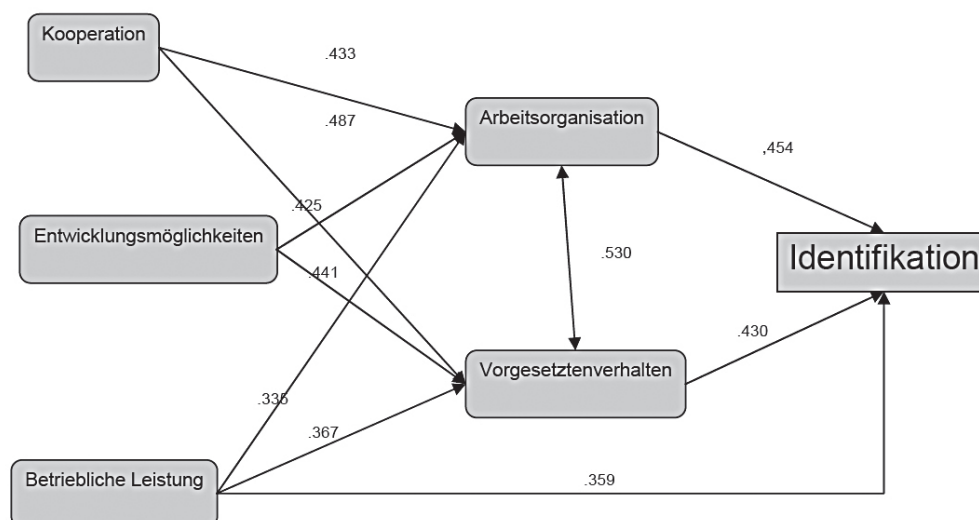 Kooperation
.433
Arbeitsorganisation
.487
,454
.425
Entwicklungsmöglichkeiten
.530
Identifikation
.441
.430
Vorgesetztenverhalten
.335
.367
Betriebliche Leistung
.359